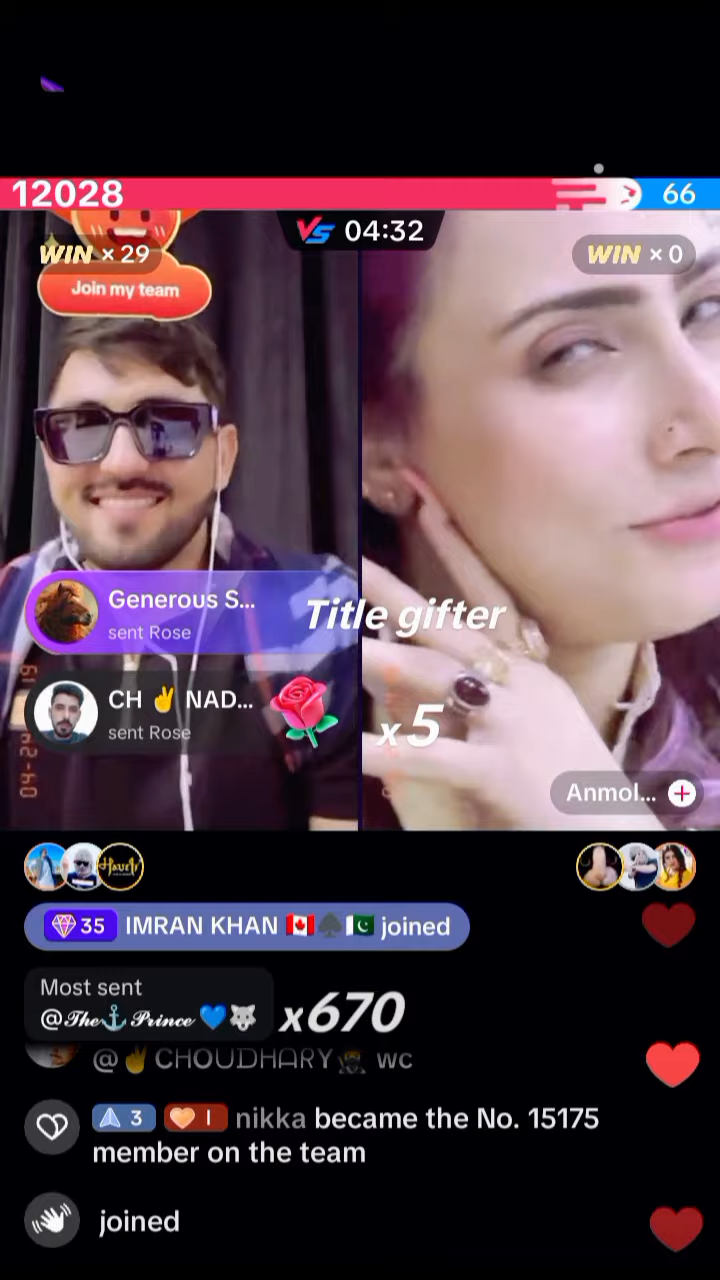 12028
66
VS 04:32
WIN × 29
WIN × 0
Join my team
Generous S...
sent Rose
Title gifter
CH ✌️ NAD...
sent Rose
x5
Anmol... +
35 IMRAN KHAN 🇨🇦♠️🇵🇰 joined
Most sent
@𝒯𝒽ℯ⚓𝒫𝓇𝒾𝓃𝒸ℯ 💙🐺 x670
@✌️CHOUDHARY🥷 wc
3 I nikka became the No. 15175
member on the team
joined